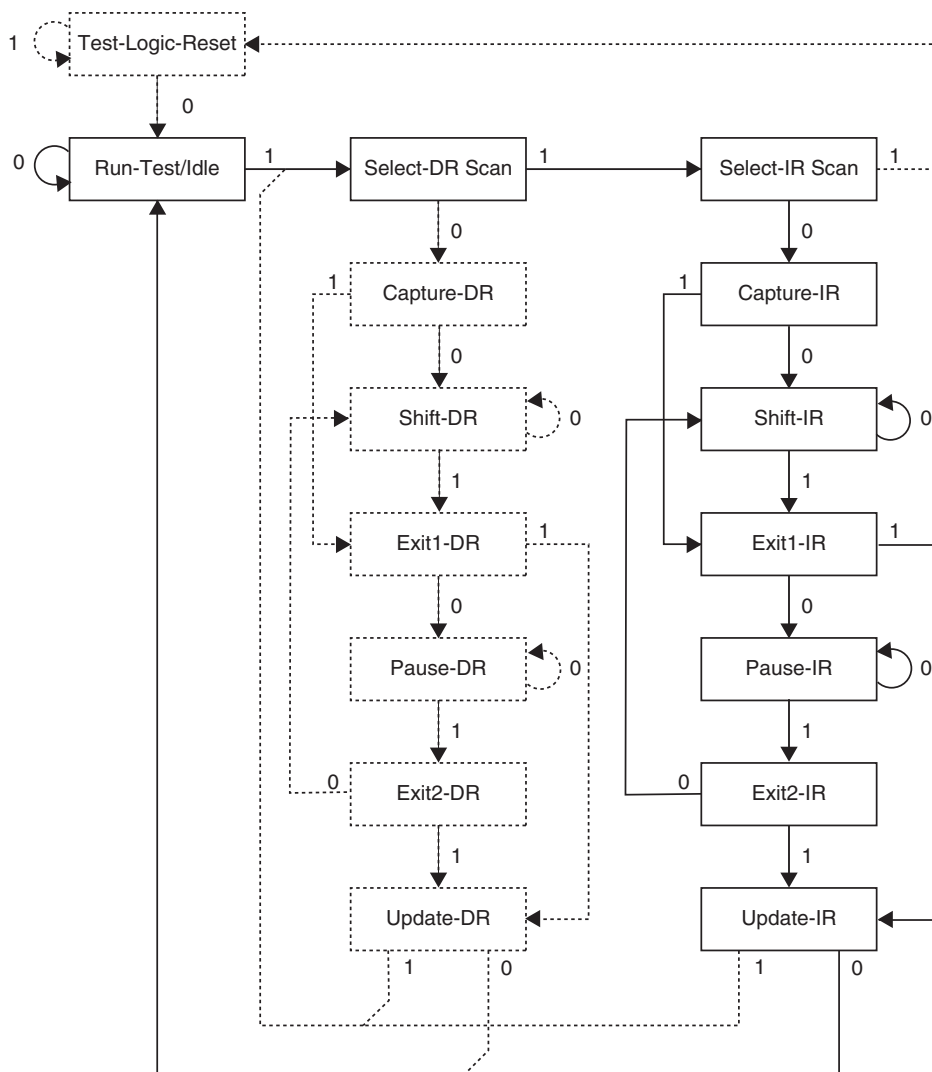 1 Test-Logic-Reset
0
0 Run-Test/Idle 1 Select-DR Scan 1 Select-IR Scan 1
0 0
1 Capture-DR 1 Capture-IR
0 0
Shift-DR 0 Shift-IR 0
1 1
Exit1-DR 1 Exit1-IR 1
0 0
Pause-DR 0 Pause-IR 0
1 1
0 Exit2-DR 0 Exit2-IR
1 1
Update-DR Update-IR
1 0 1 0